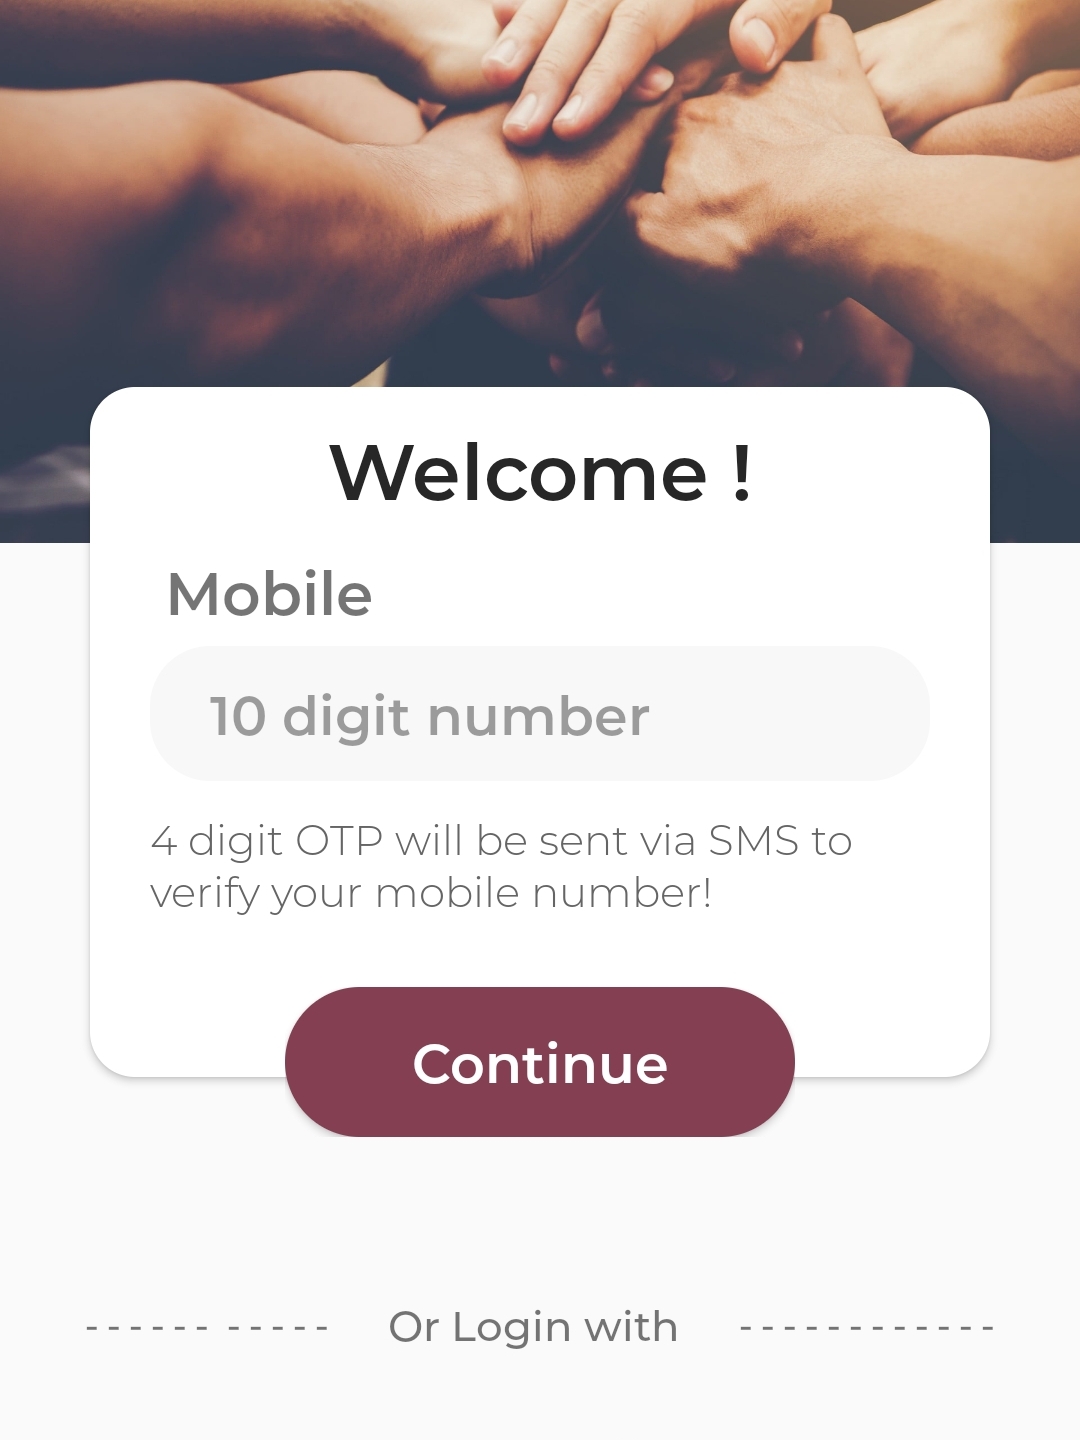 Welcome !
Mobile
10 digit number
4 digit OTP will be sent via SMS to
verify your mobile number!
Continue
- - - - - - - - - - - Or Login with - - - - - - - - - - - -